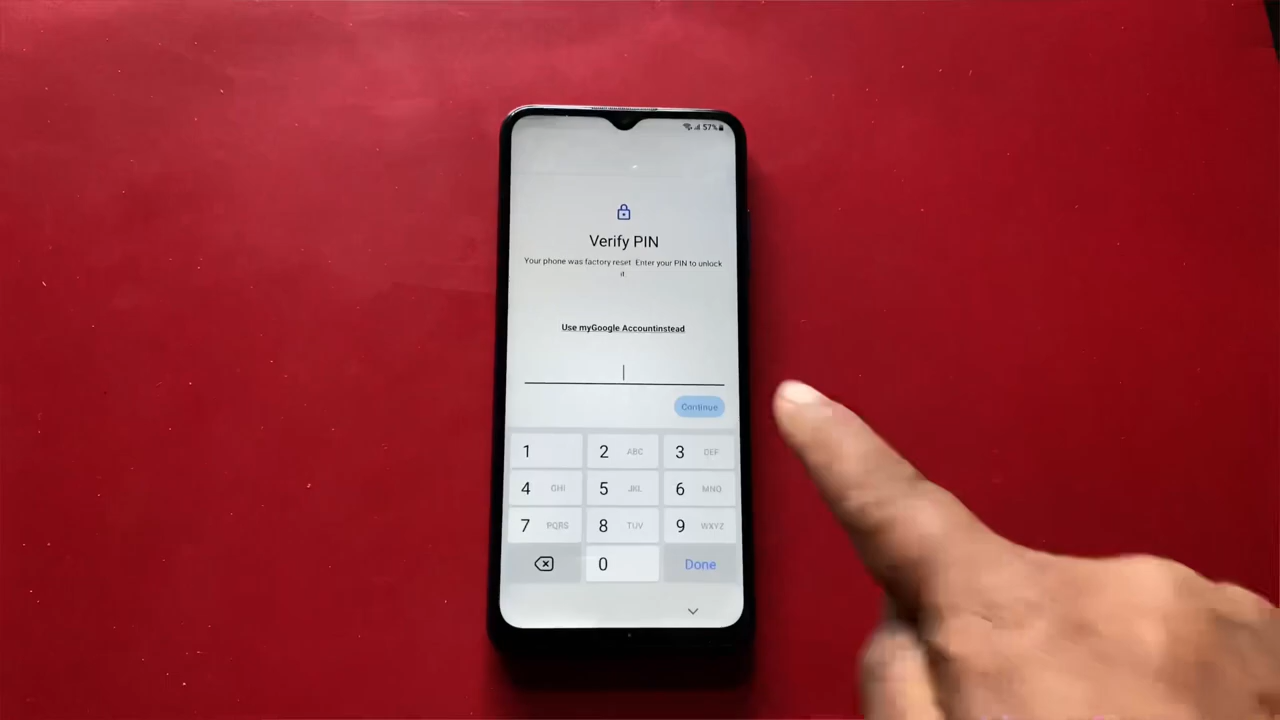 57%
Verify PIN
Your phone was factory reset. Enter your PIN to unlock
it.
Use myGoogle Accountinstead
Continue
1 2 ABC 3 DEF
4 GHI 5 JKL 6 MNO
7 PQRS 8 TUV 9 WXYZ
0 Done